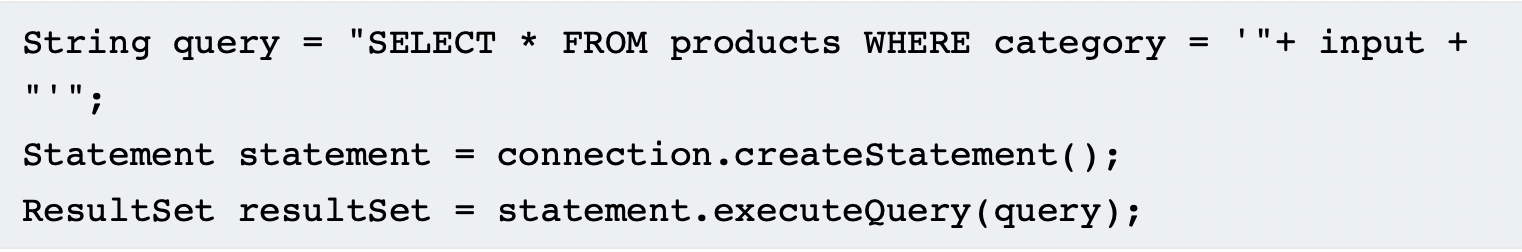 String query = "SELECT * FROM products WHERE category = '"+ input +
"'";
Statement statement = connection.createStatement();
ResultSet resultSet = statement.executeQuery(query);